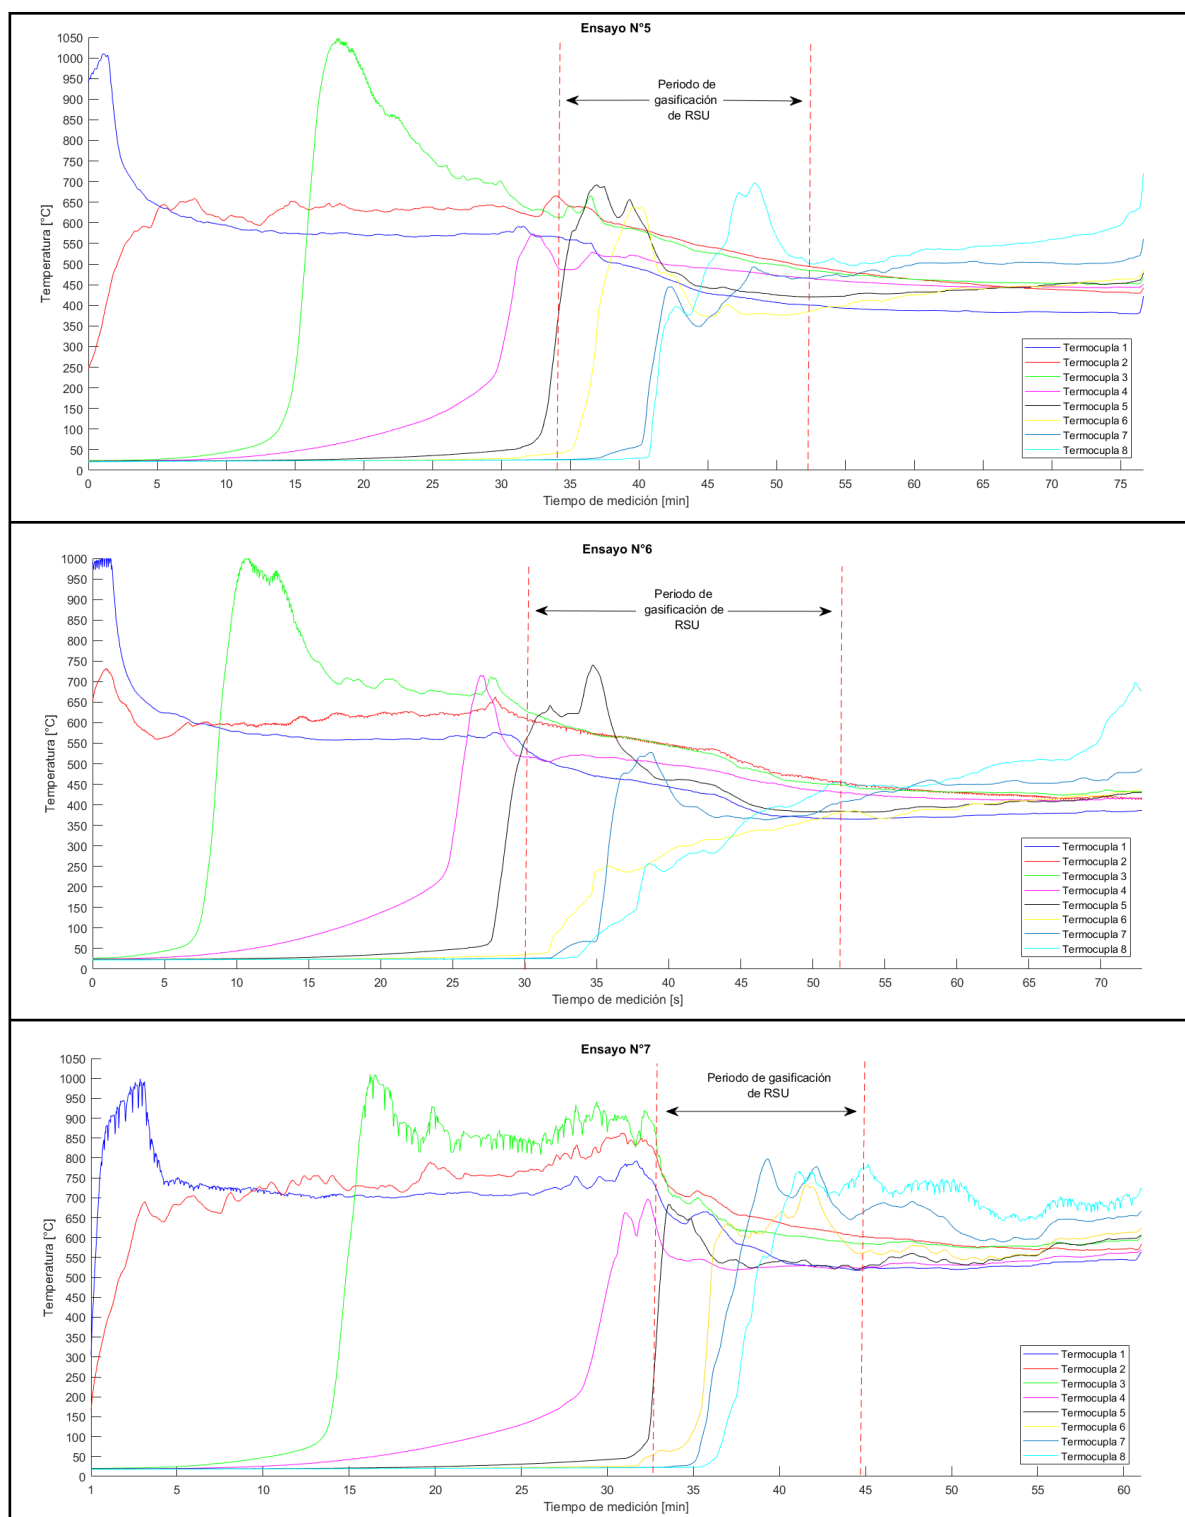 Ensayo N°5
1050
1000
950
900
850
800
750
700
650
600
550
500
450
400
350
300
250
200
150
100
50
0
Temperatura [°C]
Periodo de
gasificación
de RSU
Termocupla 1
Termocupla 2
Termocupla 3
Termocupla 4
Termocupla 5
Termocupla 6
Termocupla 7
Termocupla 8
0 5 10 15 20 25 30 35 40 45 50 55 60 65 70 75
Tiempo de medición [min]
Ensayo N°6
1000
950
900
850
800
750
700
650
600
550
500
450
400
350
300
250
200
150
100
50
0
Temperatura [°C]
Periodo de
gasificación de
RSU
Termocupla 1
Termocupla 2
Termocupla 3
Termocupla 4
Termocupla 5
Termocupla 6
Termocupla 7
Termocupla 8
0 5 10 15 20 25 30 35 40 45 50 55 60 65 70
Tiempo de medición [s]
Ensayo N°7
1050
1000
950
900
850
800
750
700
650
600
550
500
450
400
350
300
250
200
150
100
50
0
Temperatura [°C]
Periodo de gasificación
de RSU
Termocupla 1
Termocupla 2
Termocupla 3
Termocupla 4
Termocupla 5
Termocupla 6
Termocupla 7
Termocupla 8
1 5 10 15 20 25 30 35 40 45 50 55 60
Tiempo de medición [min]